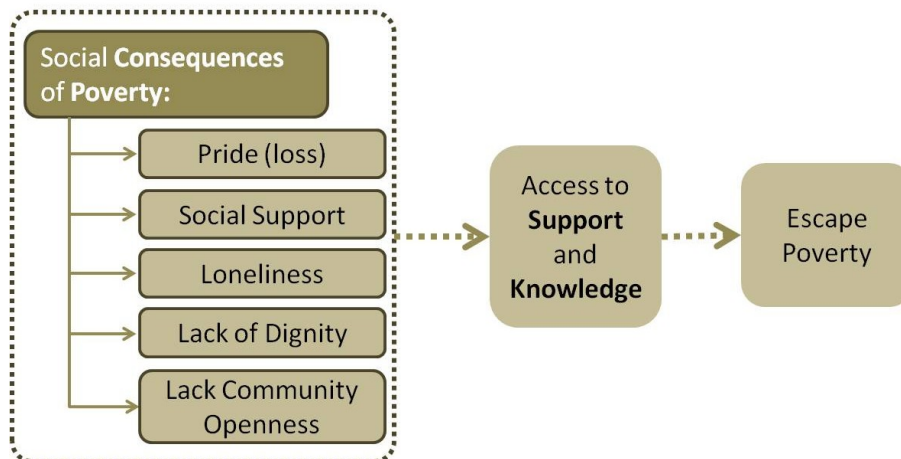 Social Consequences
of Poverty:
Pride (loss)
Social Support
Loneliness
Lack of Dignity
Lack Community
Openness
Access to
Support
and
Knowledge
Escape
Poverty